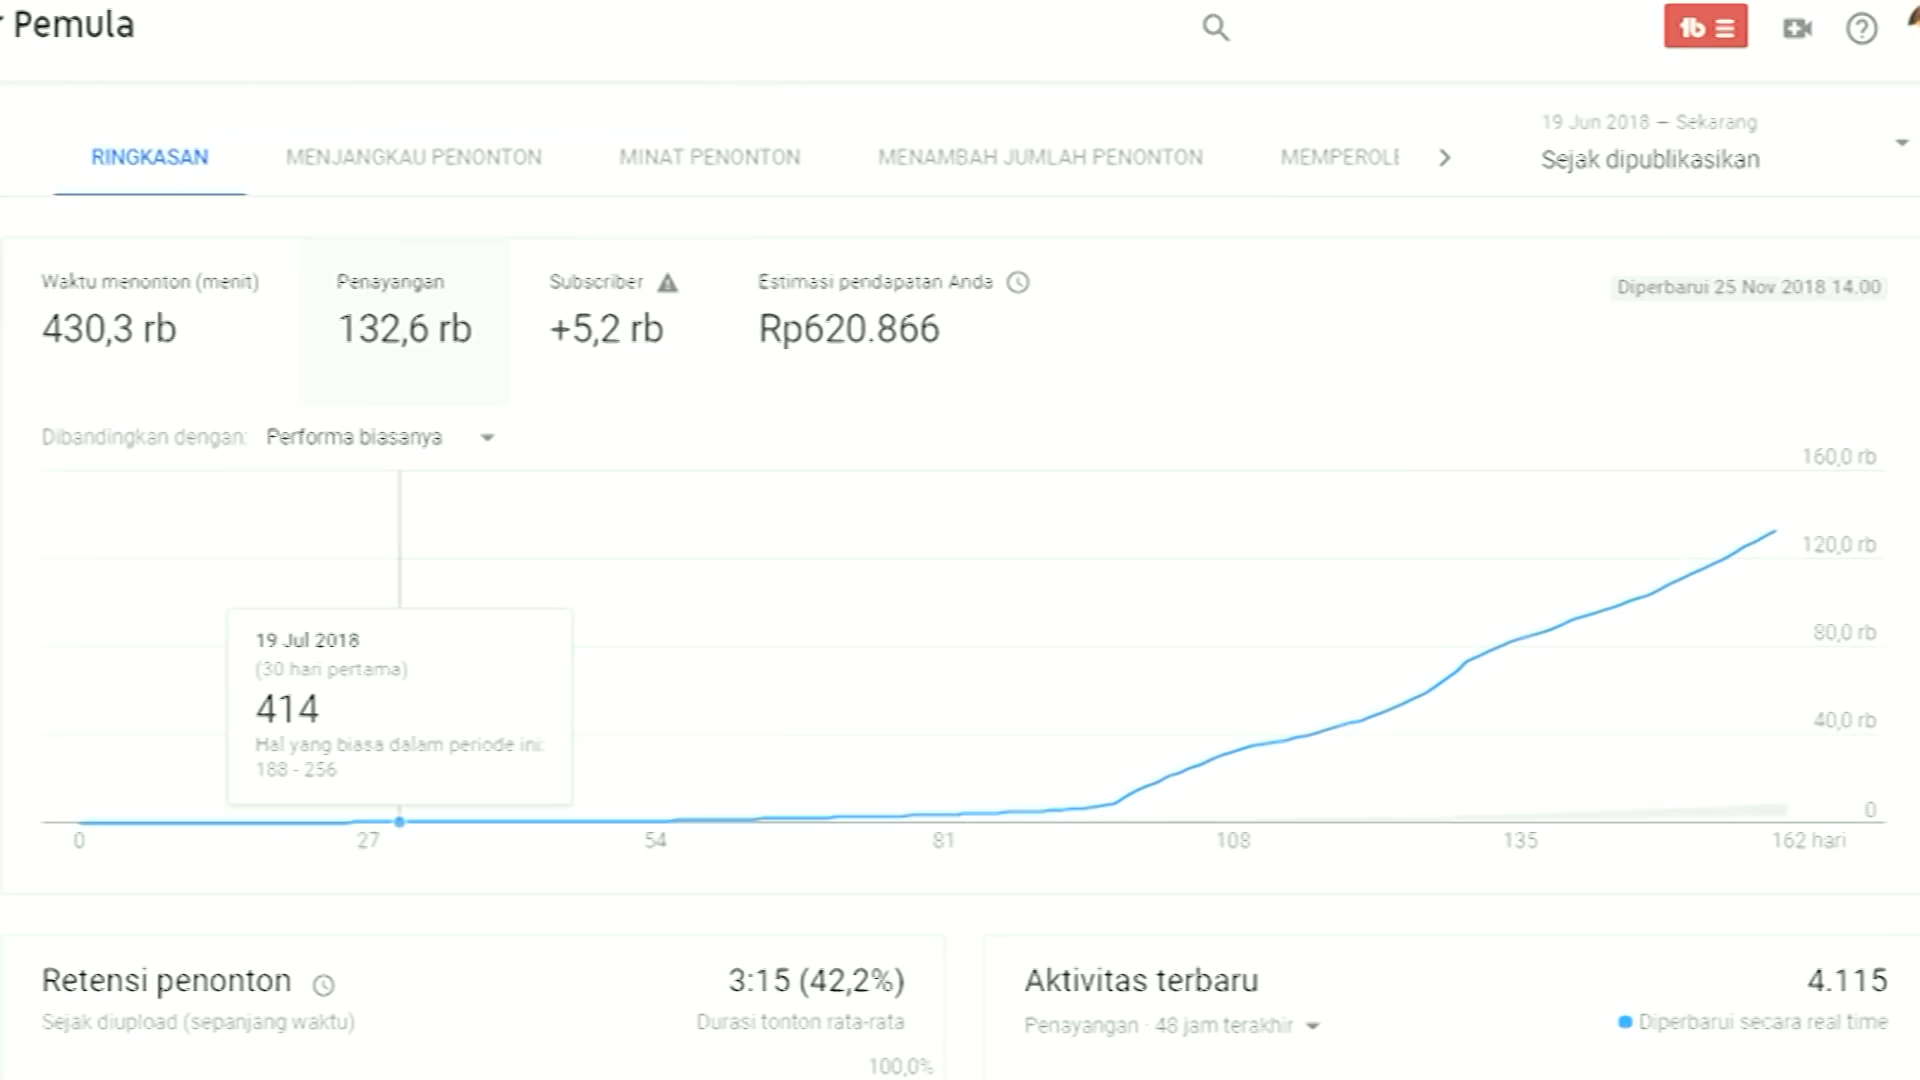 Pemula
19 Jun 2018 – Sekarang
RINGKASAN MENJANGKAU PENONTON MINAT PENONTON MENAMBAH JUMLAH PENONTON MEMPEROLE Sejak dipublikasikan
Waktu menonton (menit) Penayangan Subscriber Estimasi pendapatan Anda Diperbarui 25 Nov 2018 14.00
430,3 rb 132,6 rb +5,2 rb Rp620.866
Dibandingkan dengan: Performa biasanya
160,0 rb
120,0 rb
80,0 rb
40,0 rb
0
19 Jul 2018
(30 hari pertama)
414
Hal yang biasa dalam periode ini:
188 - 256
0 27 54 81 108 135 162 hari
Retensi penonton 3:15 (42,2%)
Sejak diupload (sepanjang waktu) Durasi tonton rata-rata
100,0%
Aktivitas terbaru 4.115
Penayangan · 48 jam terakhir Diperbarui secara real time